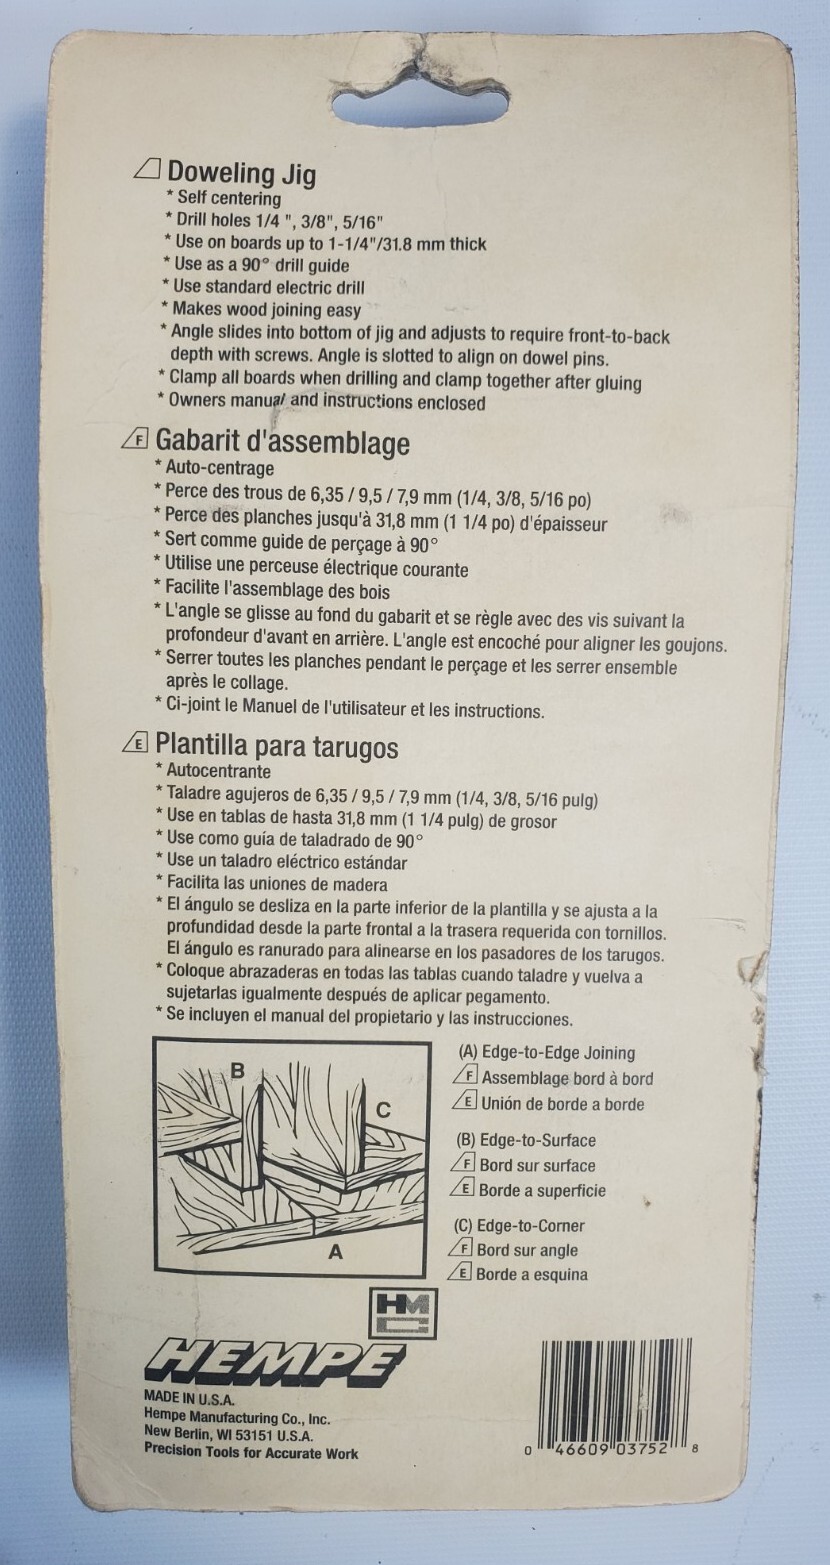 Doweling Jig
* Self centering
* Drill holes 1/4 ", 3/8", 5/16"
* Use on boards up to 1-1/4"/31.8 mm thick
* Use as a 90° drill guide
* Use standard electric drill
* Makes wood joining easy
* Angle slides into bottom of jig and adjusts to require front-to-back
depth with screws. Angle is slotted to align on dowel pins.
* Clamp all boards when drilling and clamp together after gluing
* Owners manual and instructions enclosed
F Gabarit d'assemblage
* Auto-centrage
* Perce des trous de 6,35 / 9,5 / 7,9 mm (1/4, 3/8, 5/16 po)
* Perce des planches jusqu'à 31,8 mm (1 1/4 po) d'épaisseur
* Sert comme guide de perçage à 90°
* Utilise une perceuse électrique courante
* Facilite l'assemblage des bois
* L'angle se glisse au fond du gabarit et se règle avec des vis suivant la
profondeur d'avant en arrière. L'angle est encoché pour aligner les goujons.
* Serrer toutes les planches pendant le perçage et les serrer ensemble
après le collage.
* Ci-joint le Manuel de l'utilisateur et les instructions.
E Plantilla para tarugos
* Autocentrante
* Taladre agujeros de 6,35 / 9,5 / 7,9 mm (1/4, 3/8, 5/16 pulg)
* Use en tablas de hasta 31,8 mm (1 1/4 pulg) de grosor
* Use como guía de taladrado de 90°
* Use un taladro eléctrico estándar
* Facilita las uniones de madera
* El ángulo se desliza en la parte inferior de la plantilla y se ajusta a la
profundidad desde la parte frontal a la trasera requerida con tornillos.
El ángulo es ranurado para alinearse en los pasadores de los tarugos.
* Coloque abrazaderas en todas las tablas cuando taladre y vuelva a
sujetarlas igualmente después de aplicar pegamento.
* Se incluyen el manual del propietario y las instrucciones.
B
C
A
(A) Edge-to-Edge Joining
F Assemblage bord à bord
E Unión de borde a borde
(B) Edge-to-Surface
F Bord sur surface
E Borde a superficie
(C) Edge-to-Corner
F Bord sur angle
E Borde a esquina
HM
C
HEMPE
MADE IN U.S.A.
Hempe Manufacturing Co., Inc.
New Berlin, WI 53151 U.S.A.
Precision Tools for Accurate Work
0 46609 03752 8